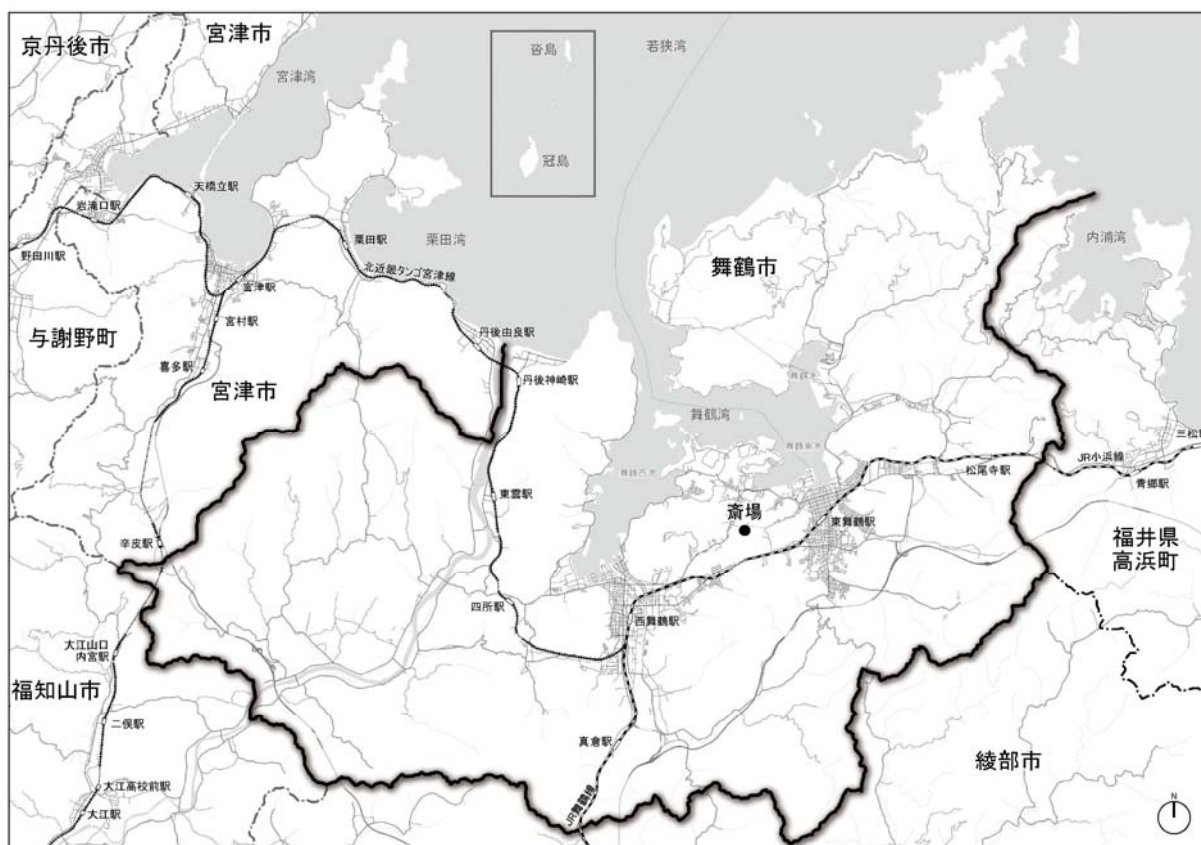 京丹後市
宮津市
宮津湾
沓島
冠島
若狭湾
天橋立駅
岩滝口駅
野田川駅
栗田駅
栗田湾
北近畿タンゴ宮津線
宮津駅
宮村駅
与謝野町
喜多駅
宮津市
丹後由良駅
丹後神崎駅
舞鶴市
内浦湾
舞鶴湾
三松駅
JR小浜線
青郷駅
松尾寺駅
東雲駅
斎場
東舞鶴駅
福井県
高浜町
辛皮駅
四所駅
西舞鶴駅
大江山口
内宮駅
福知山市
二俣駅
真倉駅
綾部市
大江高校前駅
大江駅
JR舞鶴線
N